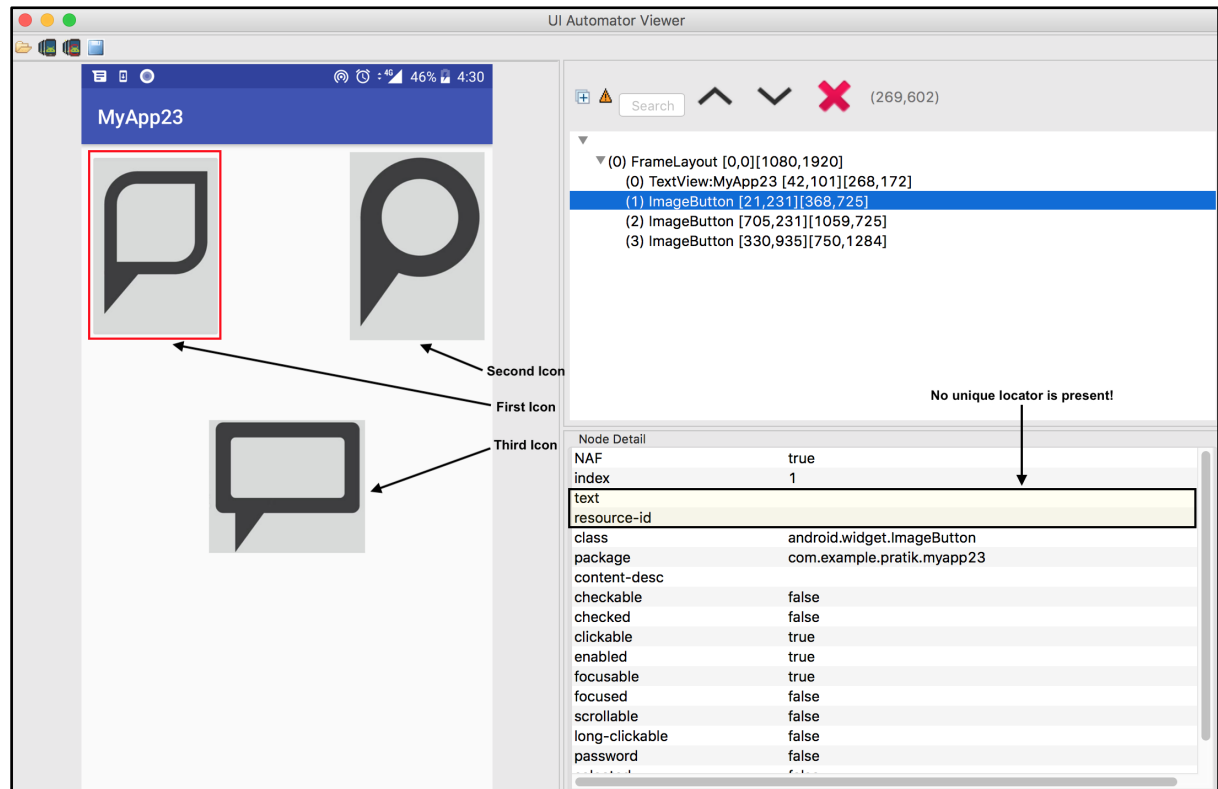 UI Automator Viewer
46% 4:30
4G
MyApp23
Search
(269,602)
(0) FrameLayout [0,0][1080,1920]
(0) TextView:MyApp23 [42,101][268,172]
(1) ImageButton [21,231][368,725]
(2) ImageButton [705,231][1059,725]
(3) ImageButton [330,935][750,1284]
Second Icon
First Icon
Third Icon
No unique locator is present!
Node Detail
NAF true
index 1
text
resource-id
class android.widget.ImageButton
package com.example.pratik.myapp23
content-desc
checkable false
checked false
clickable true
enabled true
focusable true
focused false
scrollable false
long-clickable false
password false